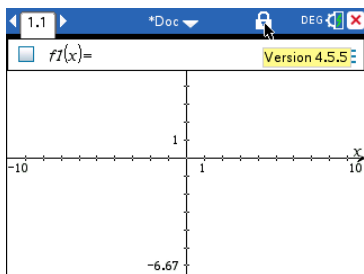 1.1 *Doc DEG
f1(x)=
Version 4.5.5
1
x
-10 1 10
-6.67